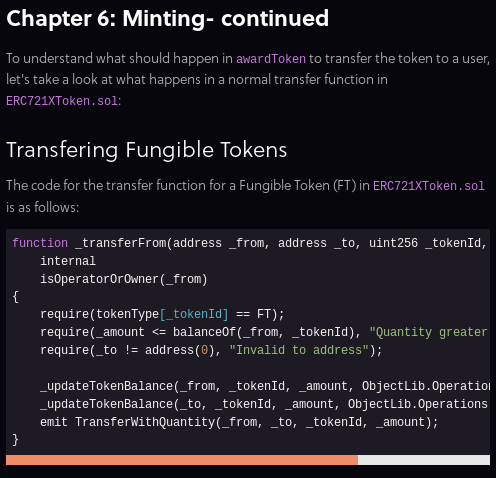 Chapter 6: Minting- continued
To understand what should happen in awardToken to transfer the token to a user,
let's take a look at what happens in a normal transfer function in
ERC721XToken.sol:
Transfering Fungible Tokens
The code for the transfer function for a Fungible Token (FT) in ERC721XToken.sol
is as follows:
function _transferFrom(address _from, address _to, uint256 _tokenId,
    internal
    isOperatorOrOwner(_from)
{
    require(tokenType[_tokenId] == FT);
    require(_amount <= balanceOf(_from, _tokenId), "Quantity greater
    require(_to != address(0), "Invalid to address");
    _updateTokenBalance(_from, _tokenId, _amount, ObjectLib.Operation
    _updateTokenBalance(_to, _tokenId, _amount, ObjectLib.Operations
    emit TransferWithQuantity(_from, _to, _tokenId, _amount);
}